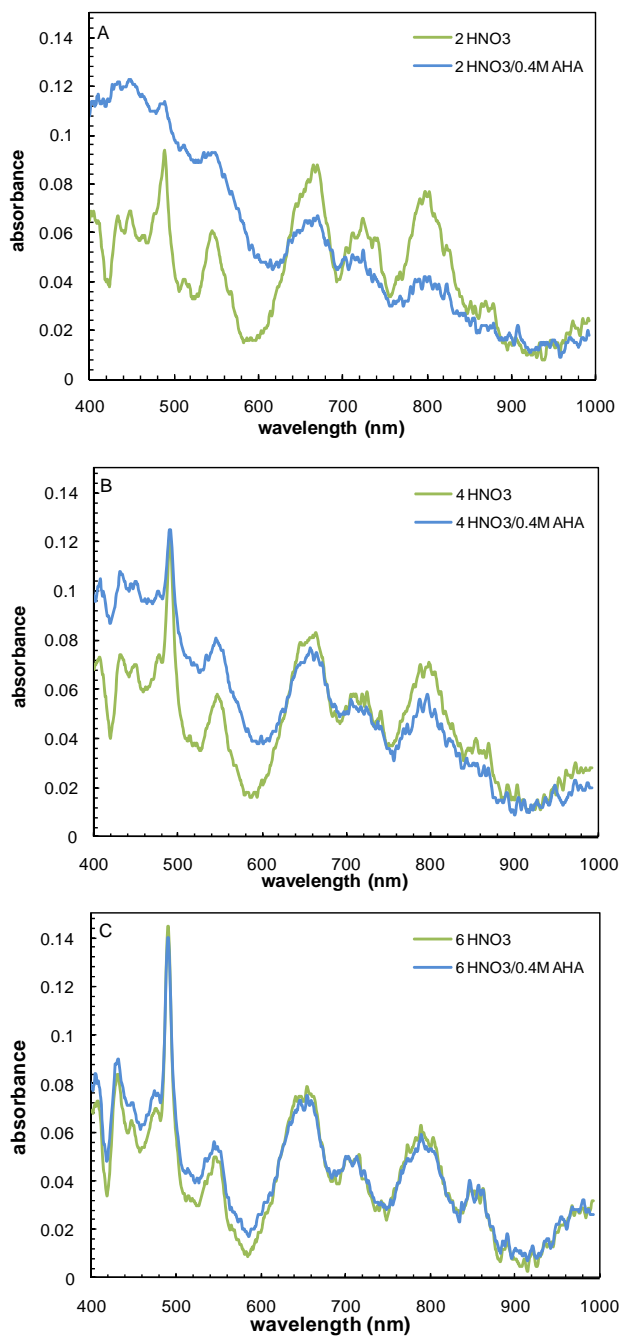 A
2 HNO3
2 HNO3/0.4M AHA
0.14
0.12
0.1
0.08
0.06
0.04
0.02
0
absorbance
400 500 600 700 800 900 1000
wavelength (nm)
B
4 HNO3
4 HNO3/0.4M AHA
0.14
0.12
0.1
0.08
0.06
0.04
0.02
0
absorbance
400 500 600 700 800 900 1000
wavelength (nm)
C
6 HNO3
6 HNO3/0.4M AHA
0.14
0.12
0.1
0.08
0.06
0.04
0.02
0
absorbance
400 500 600 700 800 900 1000
wavelength (nm)